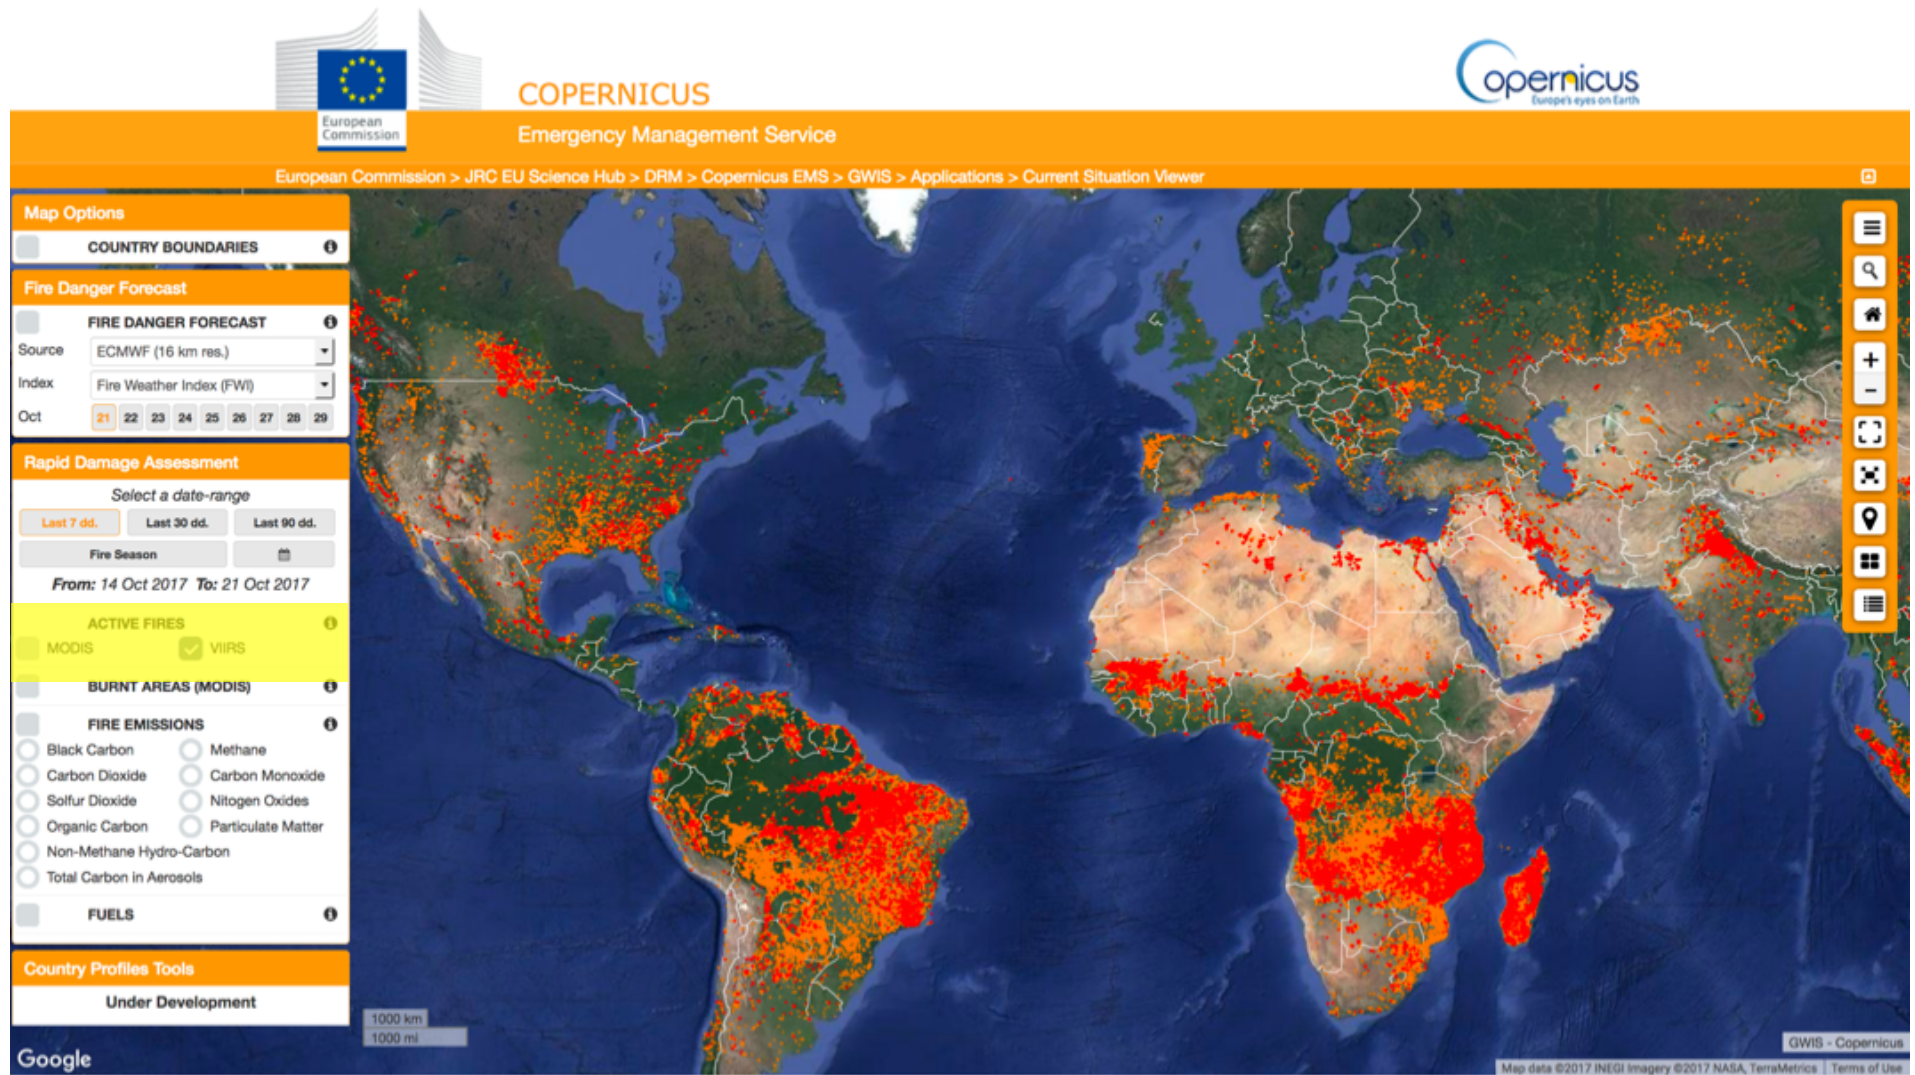 European
Commission
COPERNICUS
Emergency Management Service
opernicus
Europe's eyes on Earth
European Commission > JRC EU Science Hub > DRM > Copernicus EMS > GWIS > Applications > Current Situation Viewer
Map Options
COUNTRY BOUNDARIES
Fire Danger Forecast
FIRE DANGER FORECAST
Source ECMWF (16 km res.)
Index Fire Weather Index (FWI)
Oct 21 22 23 24 25 26 27 28 29
Rapid Damage Assessment
Select a date-range
Last 7 dd. Last 30 dd. Last 90 dd.
Fire Season
From: 14 Oct 2017 To: 21 Oct 2017
ACTIVE FIRES
MODIS VIIRS
BURNT AREAS (MODIS)
FIRE EMISSIONS
Black Carbon Methane
Carbon Dioxide Carbon Monoxide
Solfur Dioxide Nitogen Oxides
Organic Carbon Particulate Matter
Non-Methane Hydro-Carbon
Total Carbon in Aerosols
FUELS
Country Profiles Tools
Under Development
1000 km
1000 mi
Google
GWIS - Copernicus
Map data ©2017 INEGI Imagery ©2017 NASA, TerraMetrics Terms of Use